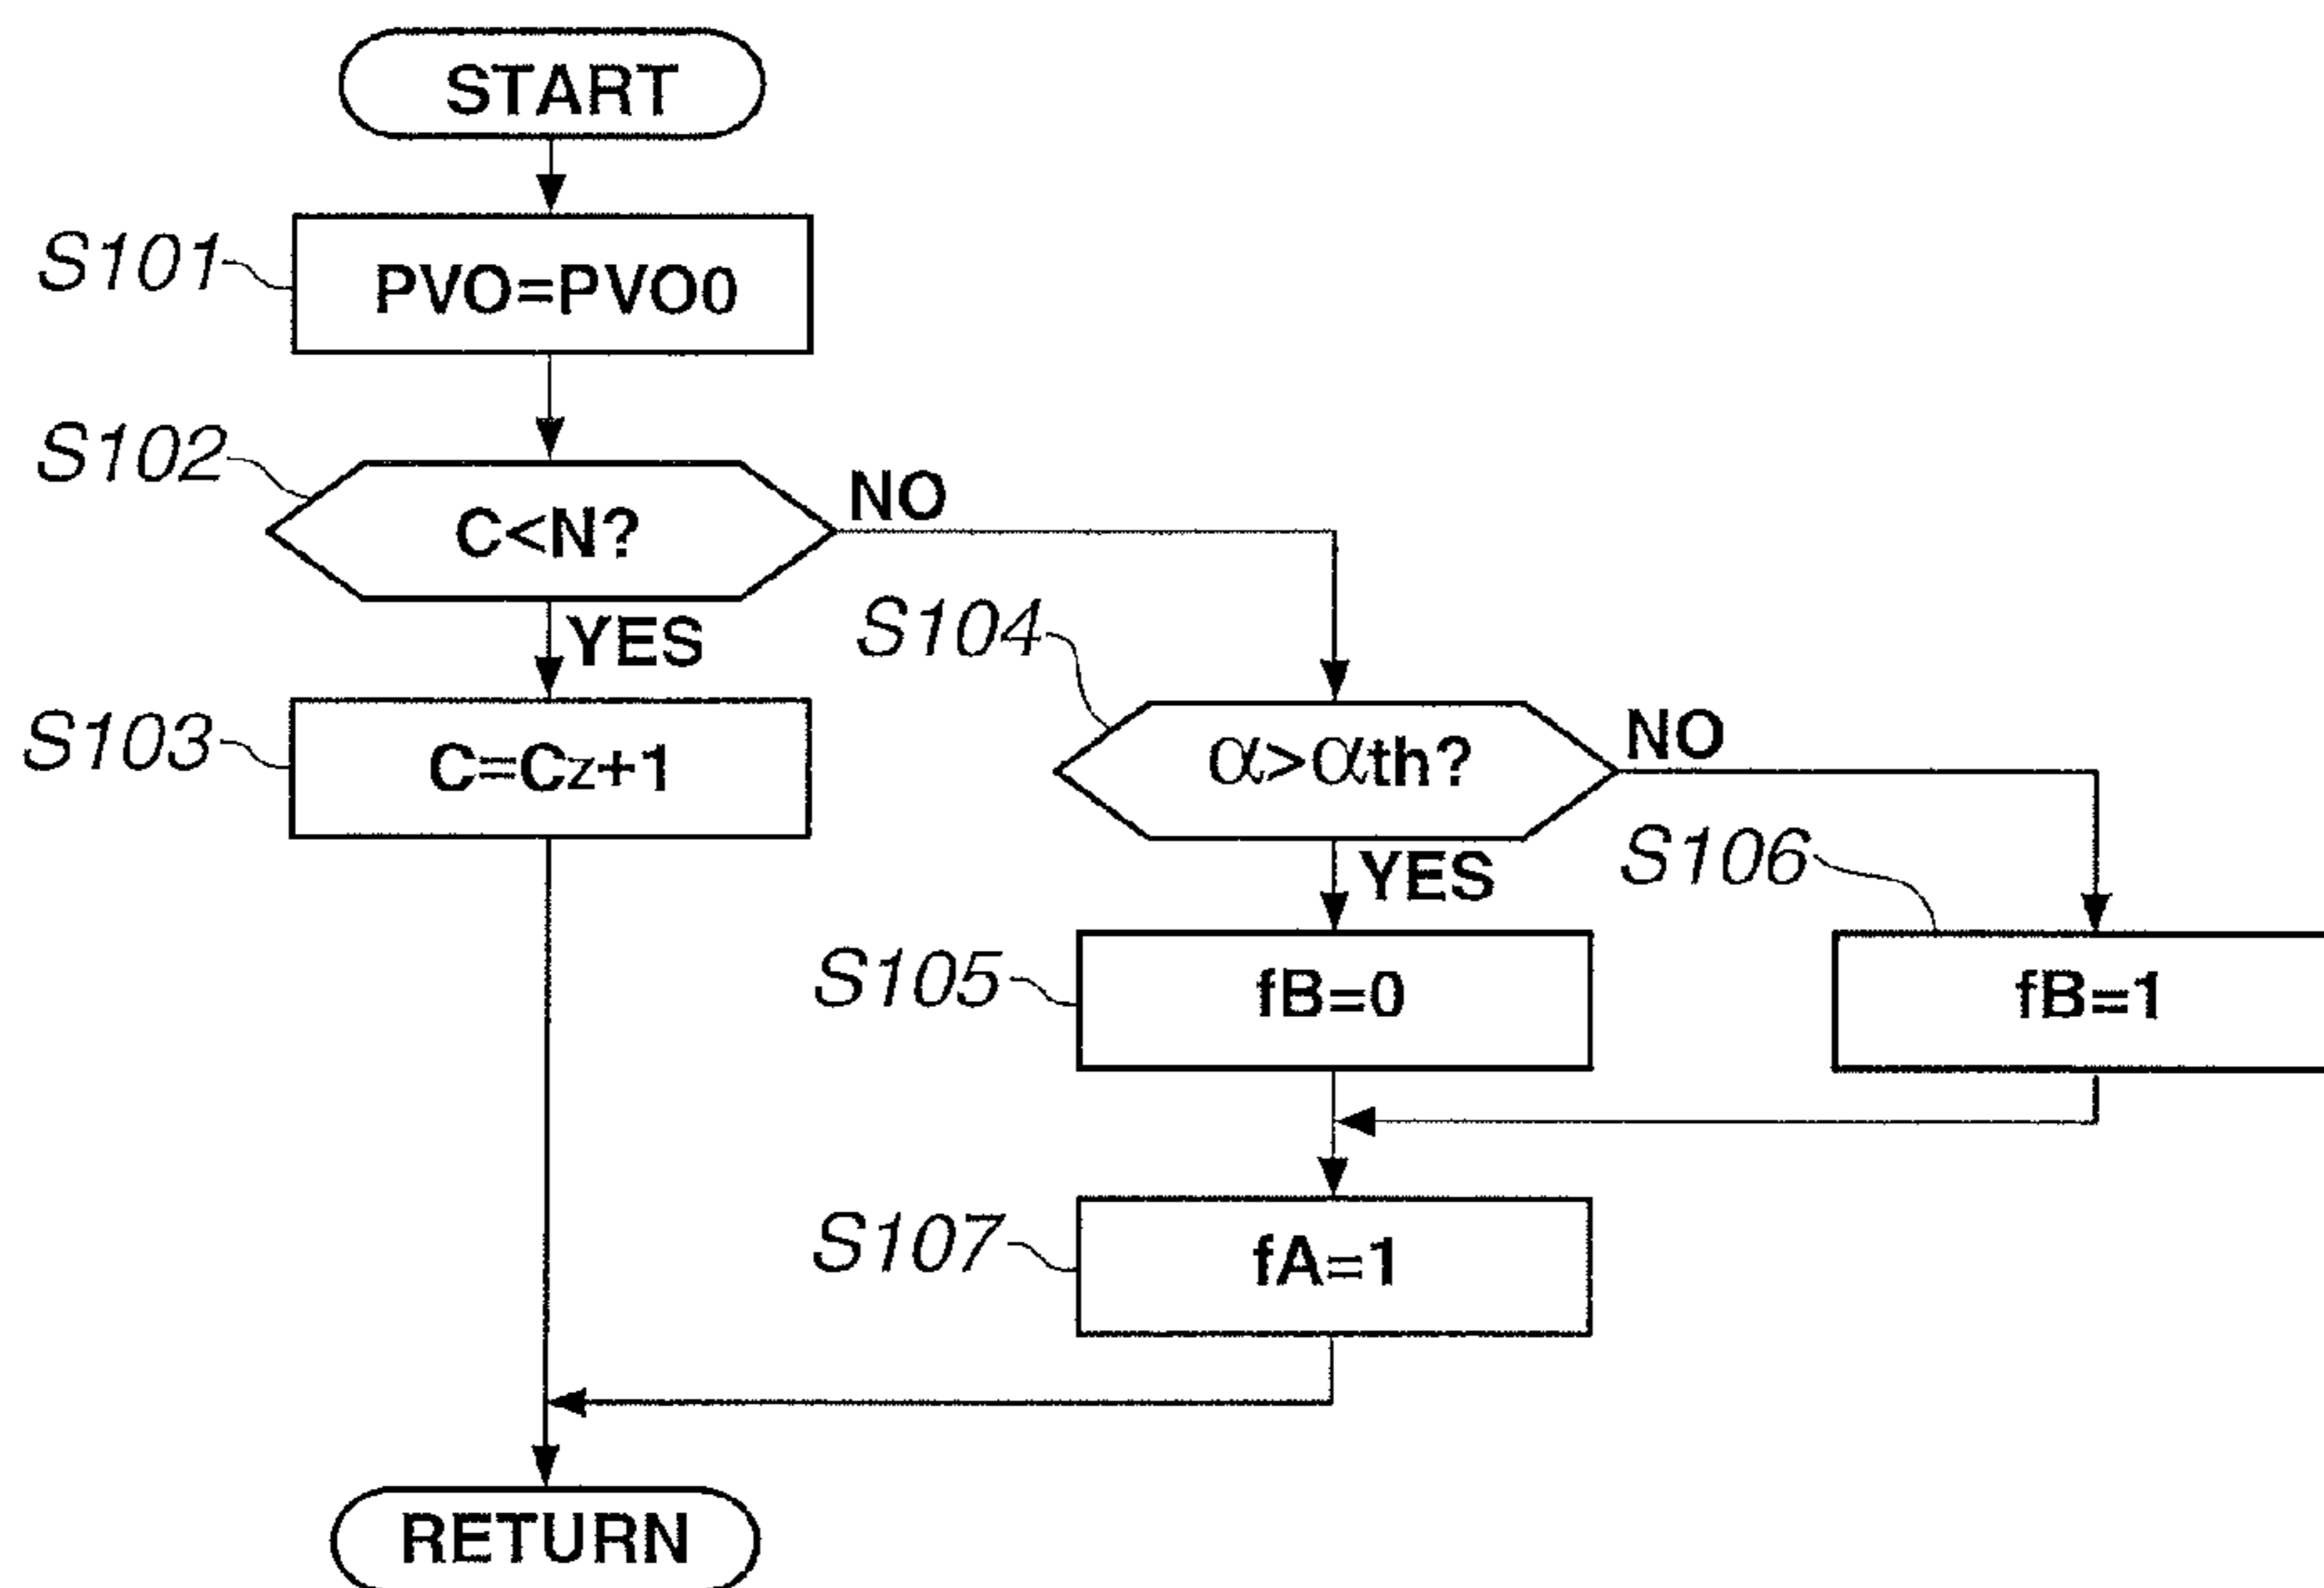 START
S101
PVO=PVO0
S102
C<N?
NO
YES
S103
C=Cz+1
S104
α>αth?
NO
YES
S105
fB=0
S106
fB=1
S107
fA=1
RETURN